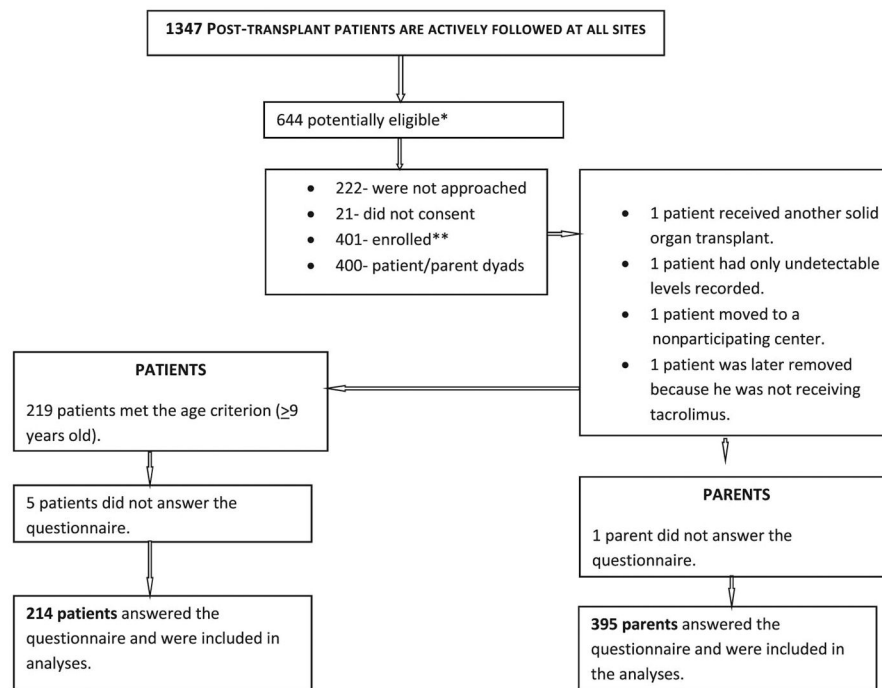 1347 POST-TRANSPLANT PATIENTS ARE ACTIVELY FOLLOWED AT ALL SITES
644 potentially eligible*
• 222- were not approached
• 21- did not consent
• 401- enrolled**
• 400- patient/parent dyads
• 1 patient received another solid
organ transplant.
• 1 patient had only undetectable
levels recorded.
• 1 patient moved to a
nonparticipating center.
• 1 patient was later removed
because he was not receiving
tacrolimus.
PATIENTS
219 patients met the age criterion (≥9
years old).
5 patients did not answer the
questionnaire.
214 patients answered the
questionnaire and were included in
analyses.
PARENTS
1 parent did not answer the
questionnaire.
395 parents answered the
questionnaire and were included in
the analyses.